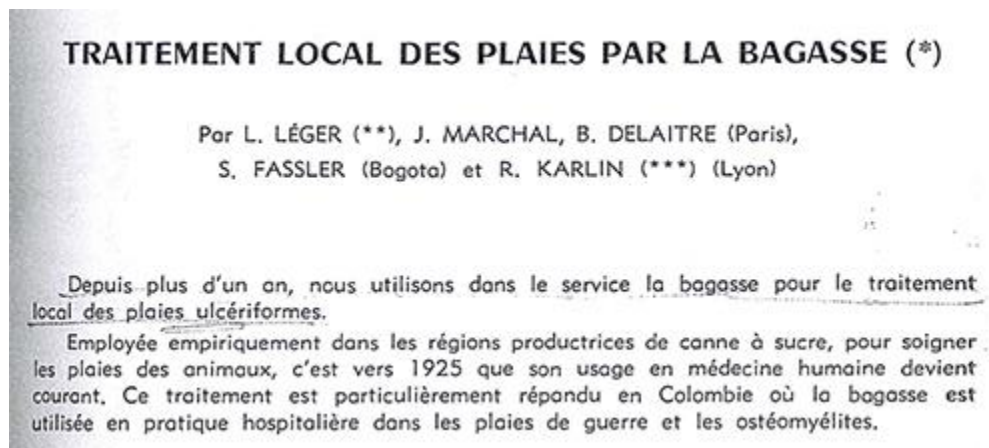 TRAITEMENT LOCAL DES PLAIES PAR LA BAGASSE (*)
Par L. LÉGER (**), J. MARCHAL, B. DELAITRE (Paris),
S. FASSLER (Bogota) et R. KARLIN (***) (Lyon)
Depuis plus d'un an, nous utilisons dans le service la bagasse pour le traitement
local des plaies ulcériformes.
Employée empiriquement dans les régions productrices de canne à sucre, pour soigner
les plaies des animaux, c'est vers 1925 que son usage en médecine humaine devient
courant. Ce traitement est particulièrement répandu en Colombie où la bagasse est
utilisée en pratique hospitalière dans les plaies de guerre et les ostéomyélites.